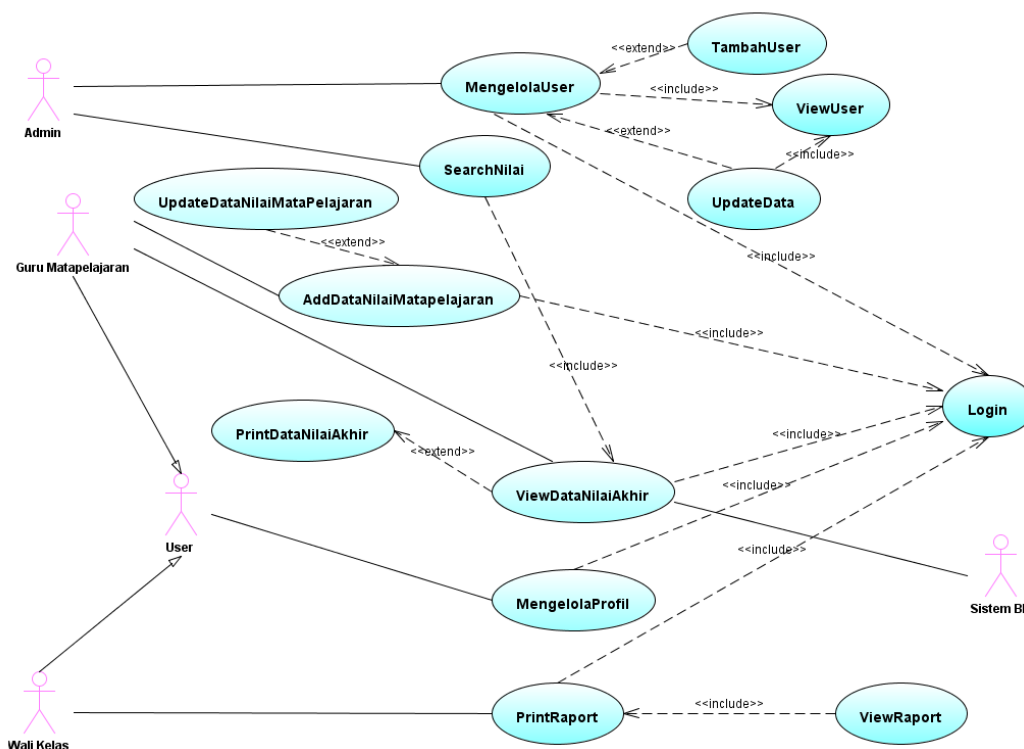 <<extend>>
TambahUser
MengelolaUser
<<include>>
ViewUser
Admin
<<extend>>
<<include>>
SearchNilai
UpdateDataNilaiMataPelajaran
UpdateData
<<extend>>
<<include>>
Guru Matapelajaran
AddDataNilaiMatapelajaran
<<include>>
<<include>>
Login
PrintDataNilaiAkhir
<<include>>
<<extend>>
<<include>>
ViewDataNilaiAkhir
User
<<include>>
MengelolaProfil
Sistem
<<include>>
PrintRaport
ViewRaport
Wali Kelas